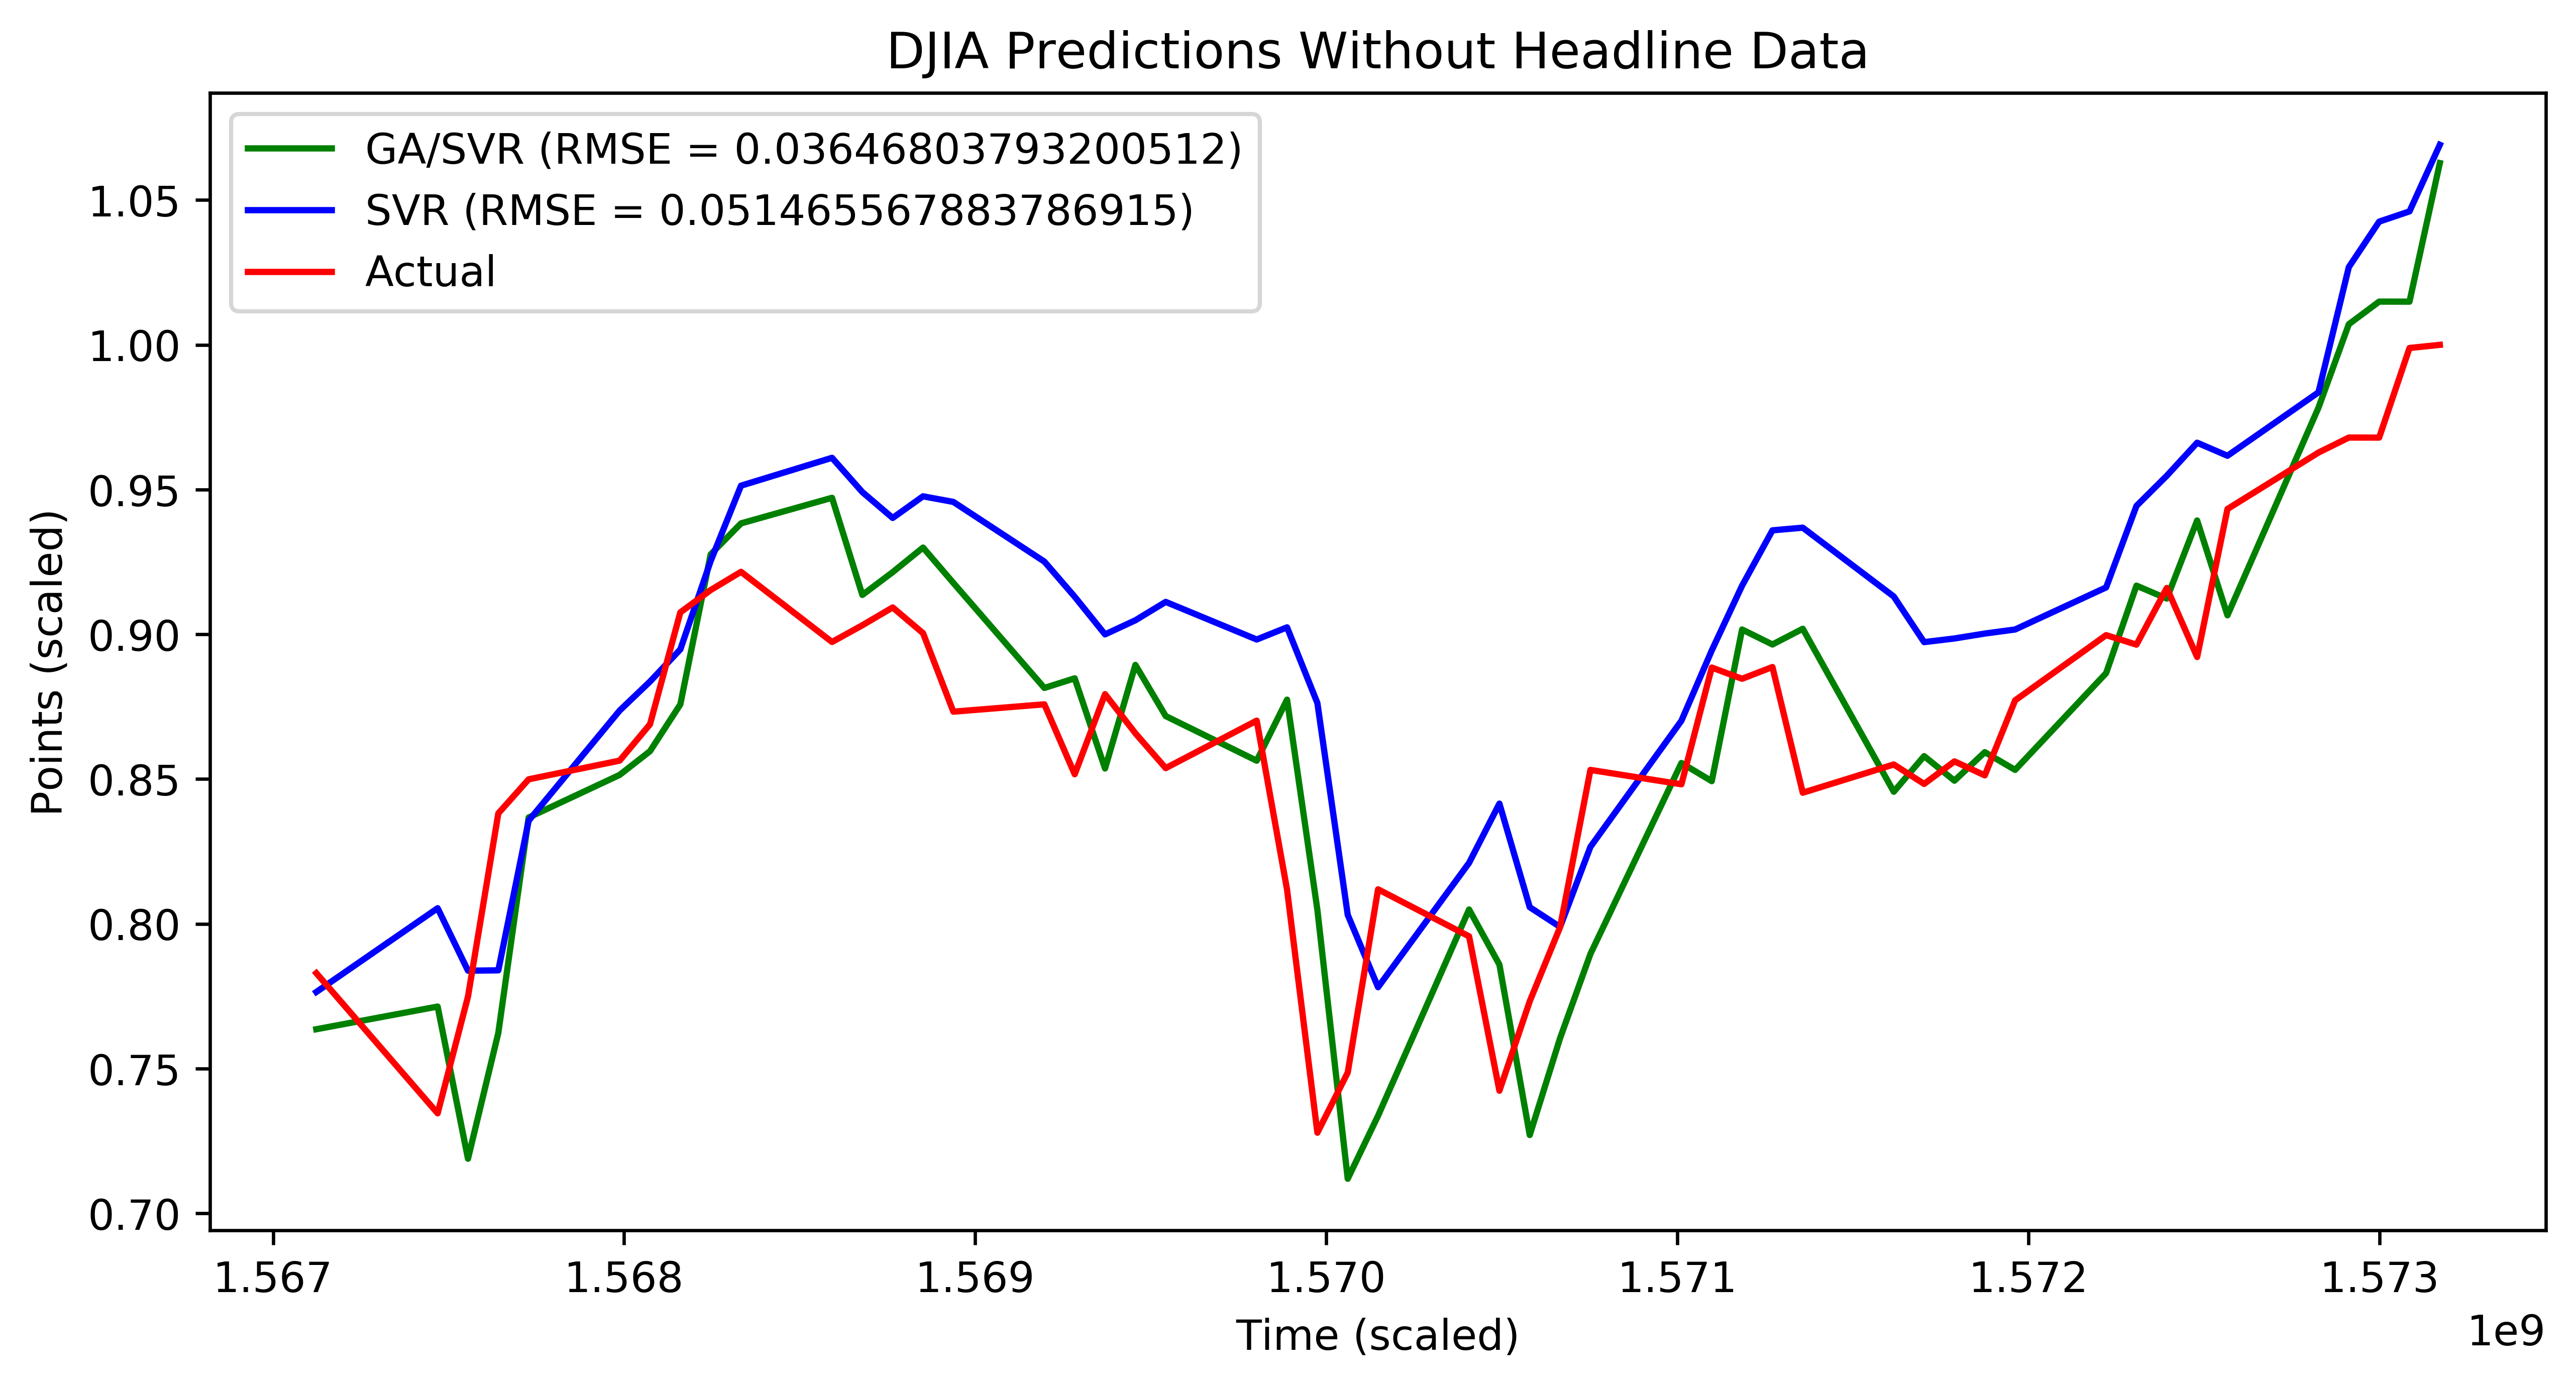 DJIA Predictions Without Headline Data
GA/SVR (RMSE = 0.03646803793200512)
SVR (RMSE = 0.051465567883786915)
Actual
Points (scaled)
1.05
1.00
0.95
0.90
0.85
0.80
0.75
0.70
1.567 1.568 1.569 1.570 1.571 1.572 1.573
Time (scaled)
1e9